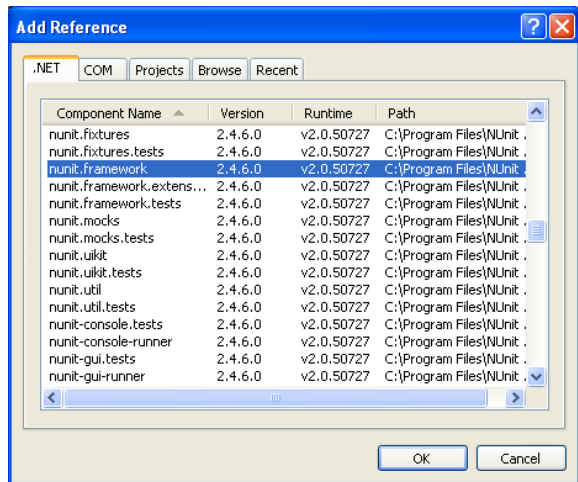 Add Reference
.NET COM Projects Browse Recent
Component Name Version Runtime Path
nunit.fixtures 2.4.6.0 v2.0.50727 C:\Program Files\NUnit .
nunit.fixtures.tests 2.4.6.0 v2.0.50727 C:\Program Files\NUnit .
nunit.framework 2.4.6.0 v2.0.50727 C:\Program Files\NUnit .
nunit.framework.extens... 2.4.6.0 v2.0.50727 C:\Program Files\NUnit .
nunit.framework.tests 2.4.6.0 v2.0.50727 C:\Program Files\NUnit .
nunit.mocks 2.4.6.0 v2.0.50727 C:\Program Files\NUnit .
nunit.mocks.tests 2.4.6.0 v2.0.50727 C:\Program Files\NUnit .
nunit.uikit 2.4.6.0 v2.0.50727 C:\Program Files\NUnit .
nunit.uikit.tests 2.4.6.0 v2.0.50727 C:\Program Files\NUnit .
nunit.util 2.4.6.0 v2.0.50727 C:\Program Files\NUnit .
nunit.util.tests 2.4.6.0 v2.0.50727 C:\Program Files\NUnit .
nunit-console.tests 2.4.6.0 v2.0.50727 C:\Program Files\NUnit .
nunit-console-runner 2.4.6.0 v2.0.50727 C:\Program Files\NUnit .
nunit-gui.tests 2.4.6.0 v2.0.50727 C:\Program Files\NUnit .
nunit-gui-runner 2.4.6.0 v2.0.50727 C:\Program Files\NUnit .
OK Cancel